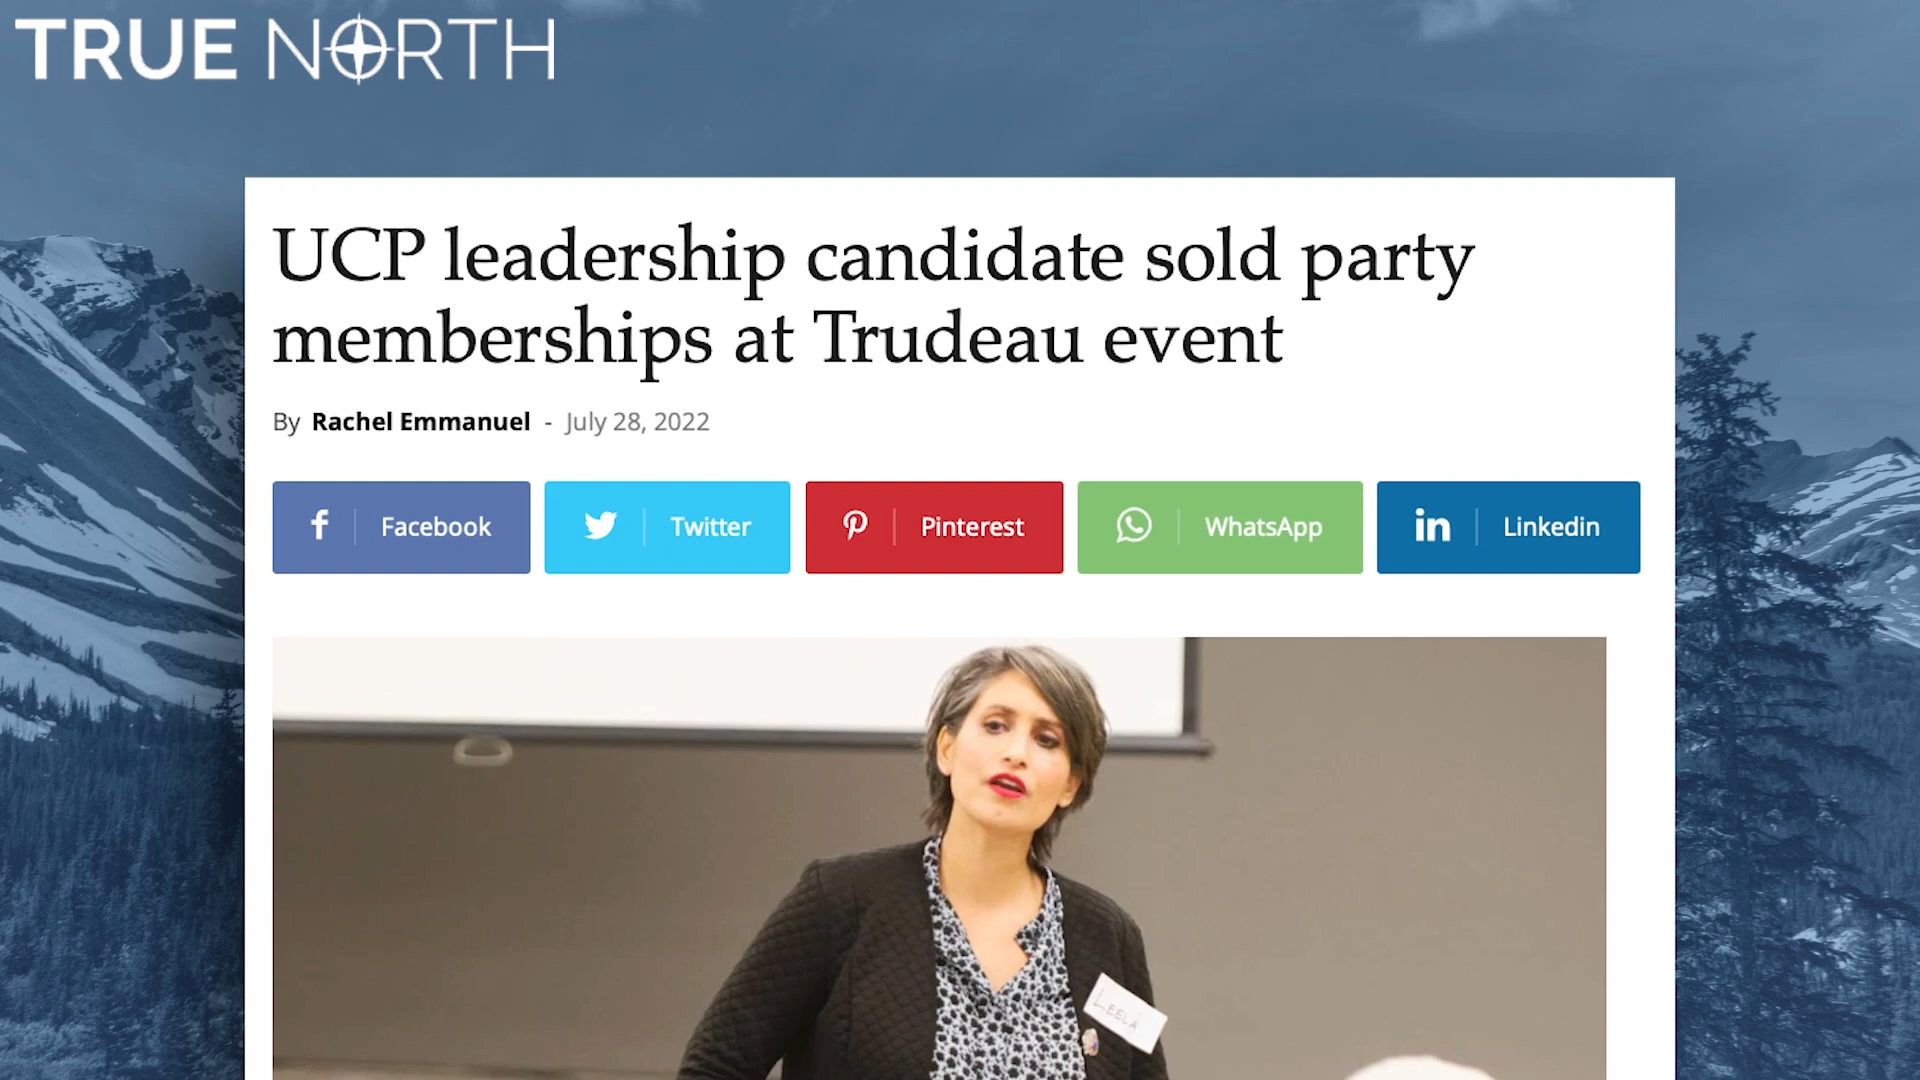 TRUE NORTH
UCP leadership candidate sold party
memberships at Trudeau event
By Rachel Emmanuel - July 28, 2022
Facebook
Twitter
Pinterest
WhatsApp
Linkedin
LEELA